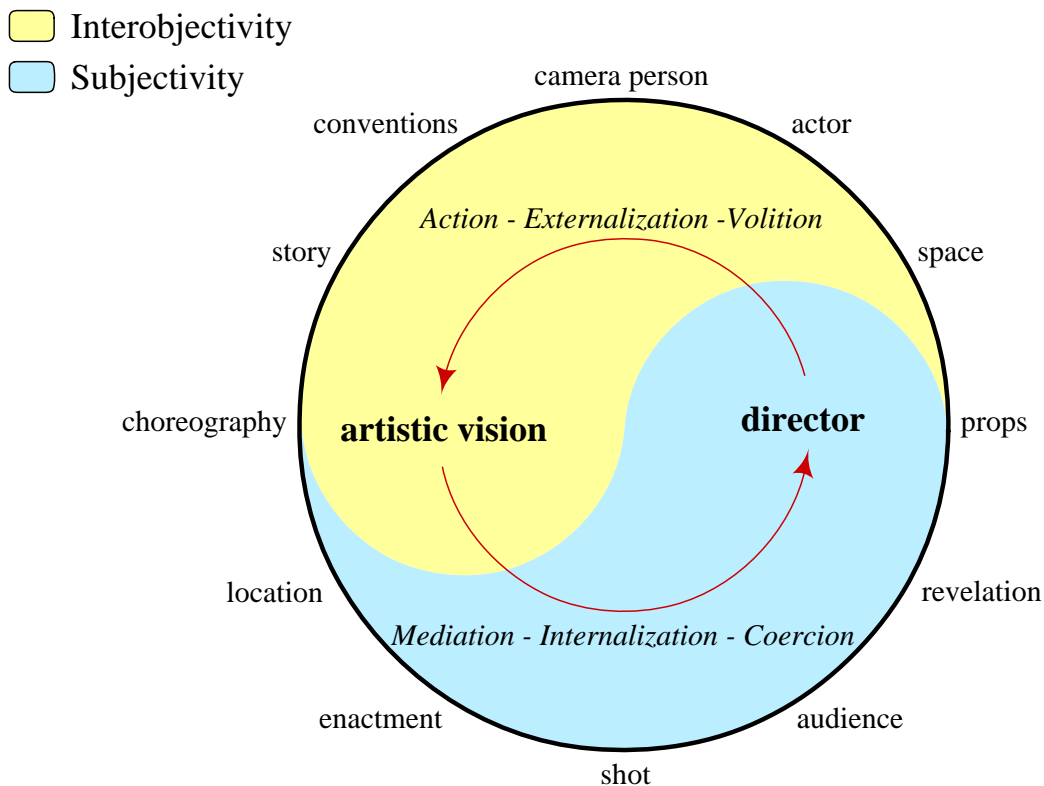 Interobjectivity
Subjectivity
camera person
conventions
actor
Action - Externalization -Volition
story
space
choreography
artistic vision
director
props
location
revelation
Mediation - Internalization - Coercion
enactment
audience
shot